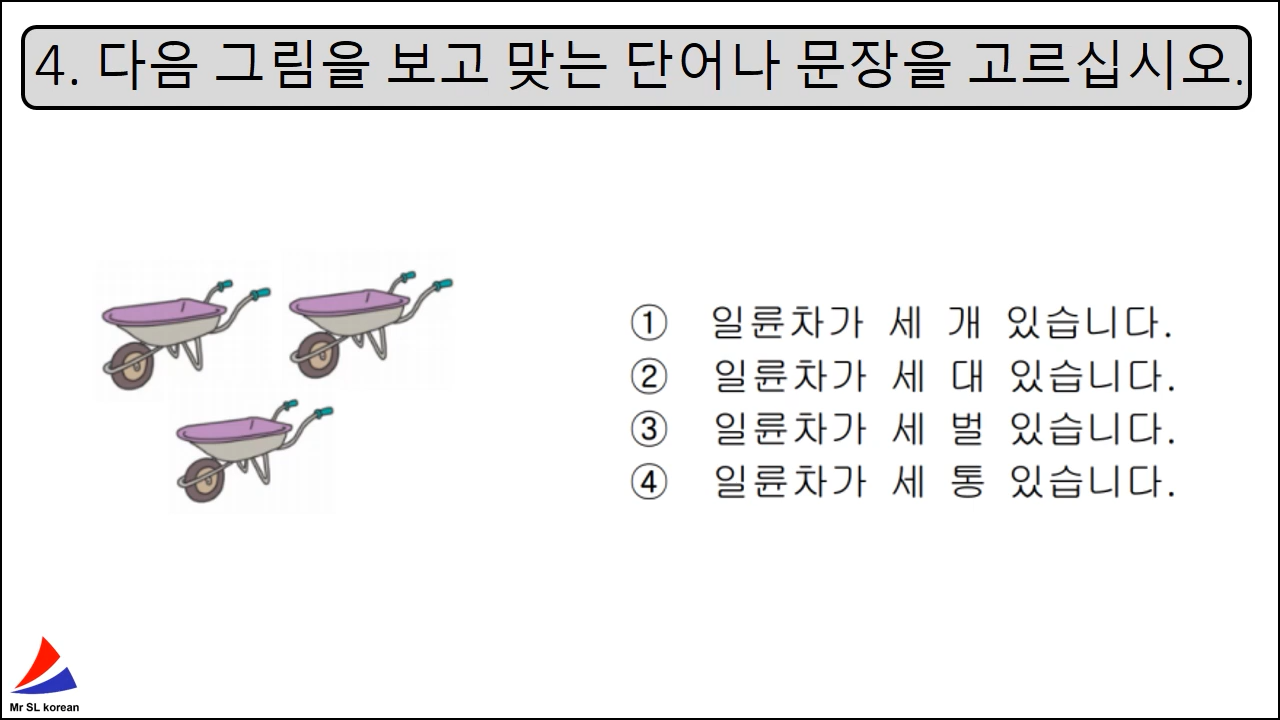 4. 다음 그림을 보고 맞는 단어나 문장을 고르십시오.
① 일륜차가 세 개 있습니다.
② 일륜차가 세 대 있습니다.
③ 일륜차가 세 벌 있습니다.
④ 일륜차가 세 통 있습니다.
Mr SL korean